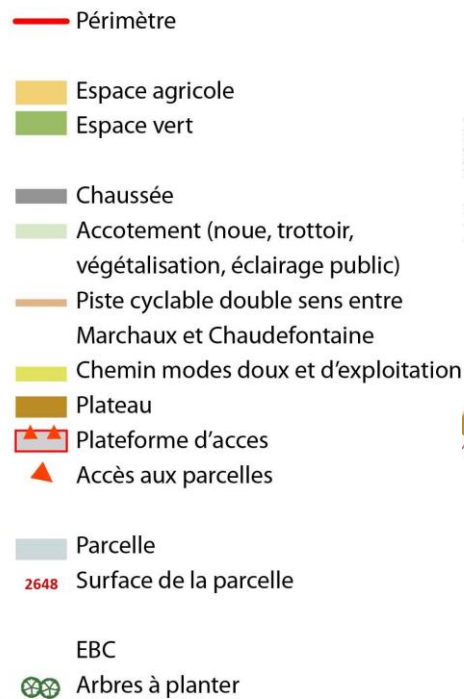 Périmètre
Espace agricole
Espace vert
Chaussée
Accotement (noue, trottoir,
végétalisation, éclairage public)
Piste cyclable double sens entre
Marchaux et Chaudefontaine
Chemin modes doux et d'exploitation
Plateau
Plateforme d'acces
Accès aux parcelles
Parcelle
2648 Surface de la parcelle
EBC
Arbres à planter